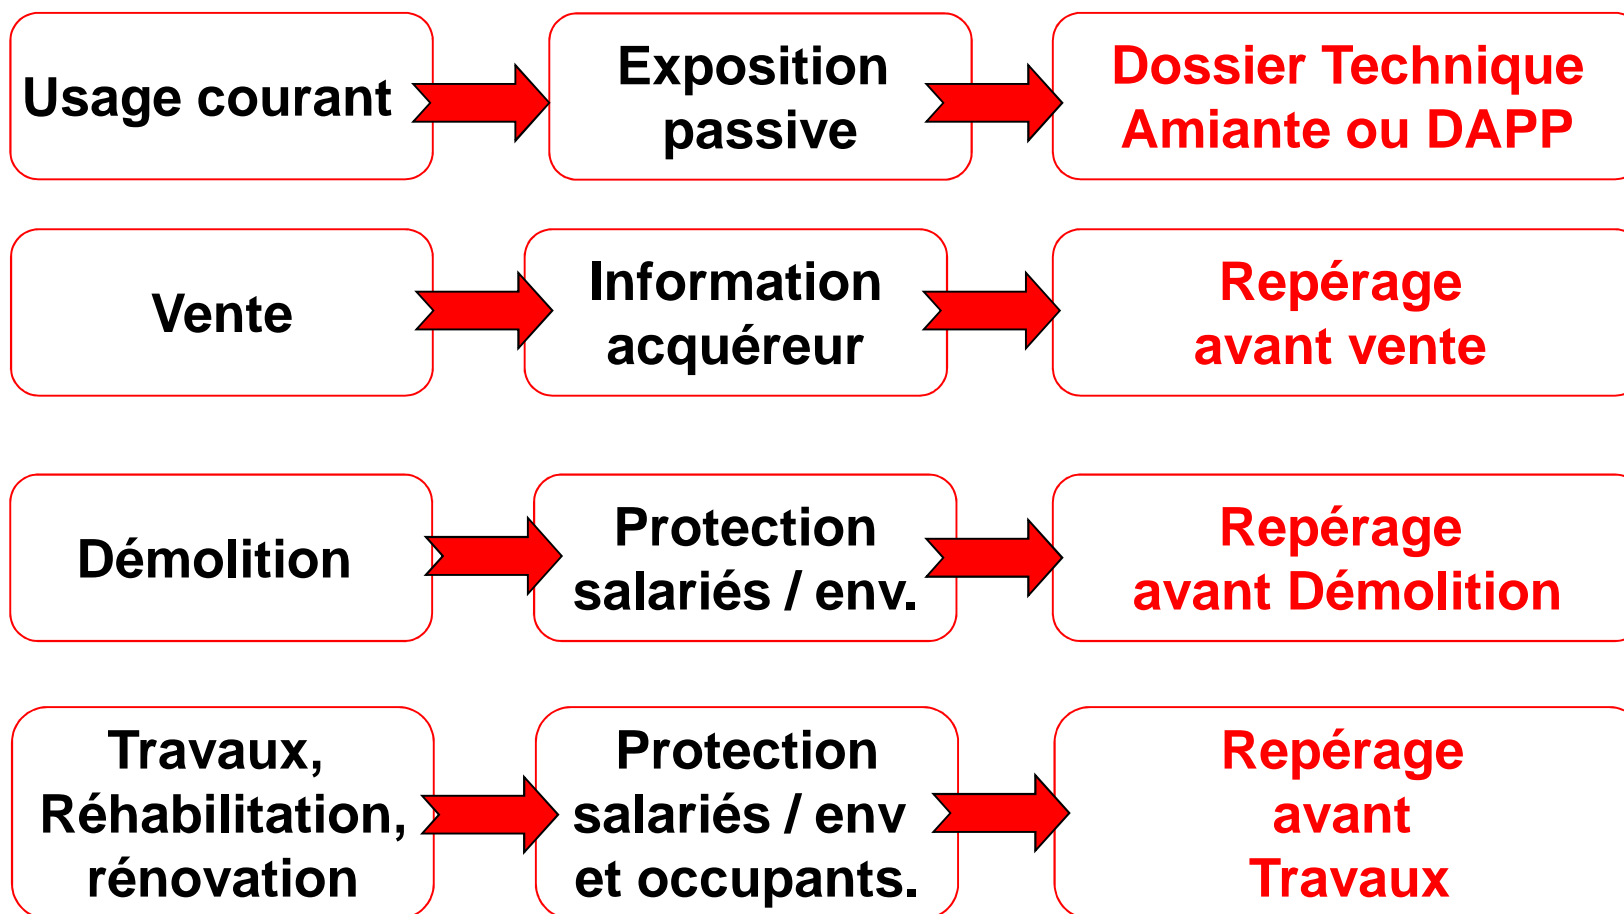 Usage courant
Exposition
passive
Dossier Technique
Amiante ou DAPP
Vente
Information
acquéreur
Repérage
avant vente
Démolition
Protection
salariés / env.
Repérage
avant Démolition
Travaux,
Réhabilitation,
rénovation
Protection
salariés / env
et occupants.
Repérage
avant
Travaux